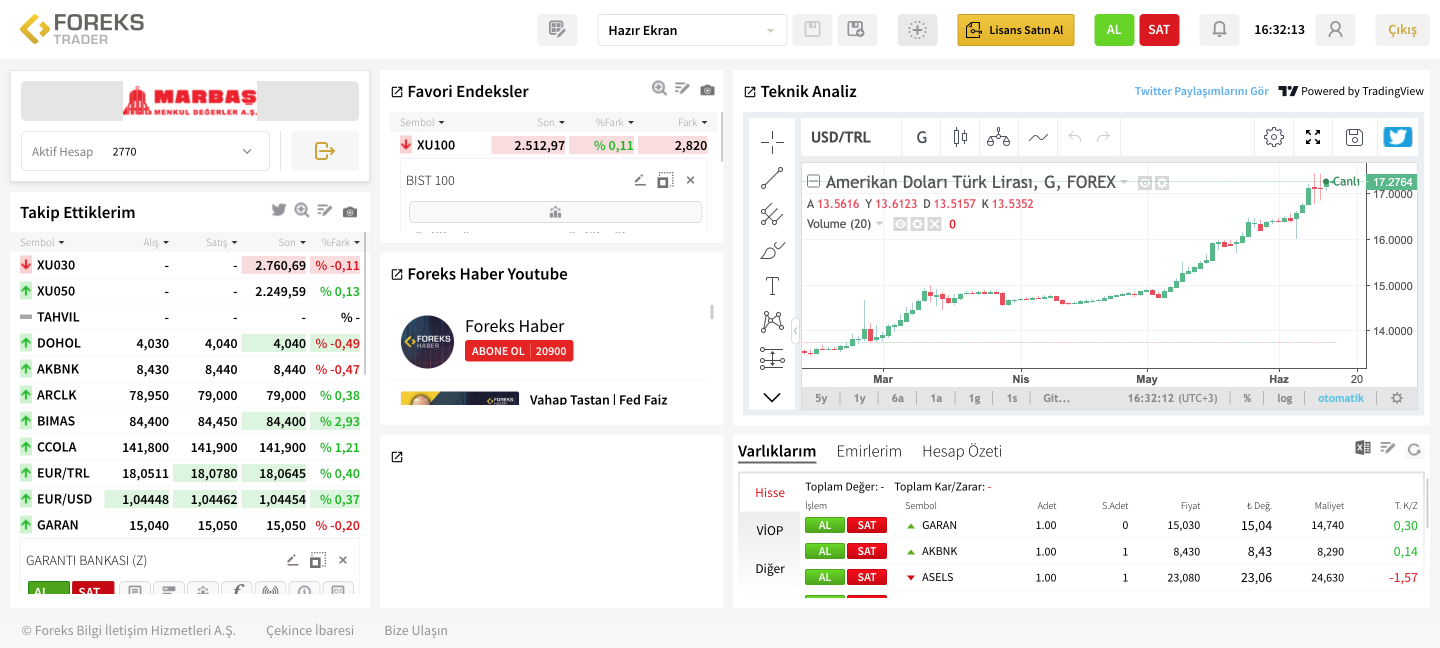 FOREKS
TRADER
Hazır Ekran
Lisans Satın Al
AL
SAT
16:32:13
Çıkış
MARBAŞ
MENKUL DEĞERLER A.Ş.
Aktif Hesap 2770
Takip Ettiklerim
Sembol Alış Satış Son %Fark
XU030 - - 2.760,69 % -0,11
XU050 - - 2.249,59 % 0,13
TAHVIL - - % -
DOHOL 4,030 4,040 4,040 % -0,49
AKBNK 8,430 8,440 8,440 % -0,47
ARCLK 78,950 79,000 79,000 % 0,38
BIMAS 84,400 84,450 84,400 % 2,93
CCOLA 141,800 141,900 141,900 % 1,21
EUR/TRL 18,0511 18,0780 18,0645 % 0,40
EUR/USD 1,04448 1,04462 1,04454 % 0,37
GARAN 15,040 15,050 15,050 % -0,20
GARANTI BANKASI (Z)
AL SAT
Favori Endeksler
Sembol Son %Fark Fark
XU100 2.512,97 % 0,11 2,820
BIST 100
Foreks Haber Youtube
FOREKS
HABER
Foreks Haber
ABONE OL 20900
FOREKS
Vahap Tastan | Fed Faiz
Teknik Analiz
Twitter Paylaşımlarını Gör
Powered by TradingView
USD/TRL G
Amerikan Doları Türk Lirası, G, FOREX
Canlı
A 13.5616 Y 13.6123 D 13.5157 K 13.5352
Volume (20) 0
17.2764
17.0000
16.0000
15.0000
14.0000
Mar Nis May Haz 20
5y 1y 6a 1a 1g 1s Git... 16:32:12 (UTC+3) % log otomatik
Varlıklarım Emirlerim Hesap Özeti
Hisse
VİOP
Diğer
Toplam Değer: - Toplam Kar/Zarar: -
İşlem Sembol Adet S.Adet Fiyat ₺ Değ. Maliyet T. K/Z
AL SAT GARAN 1.00 0 15,030 15,04 14,740 0,30
AL SAT AKBNK 1.00 1 8,430 8,43 8,290 0,14
AL SAT ASELS 1.00 1 23,080 23,06 24,630 -1,57
© Foreks Bilgi İletişim Hizmetleri A.Ş. Çekince İbaresi Bize Ulaşın